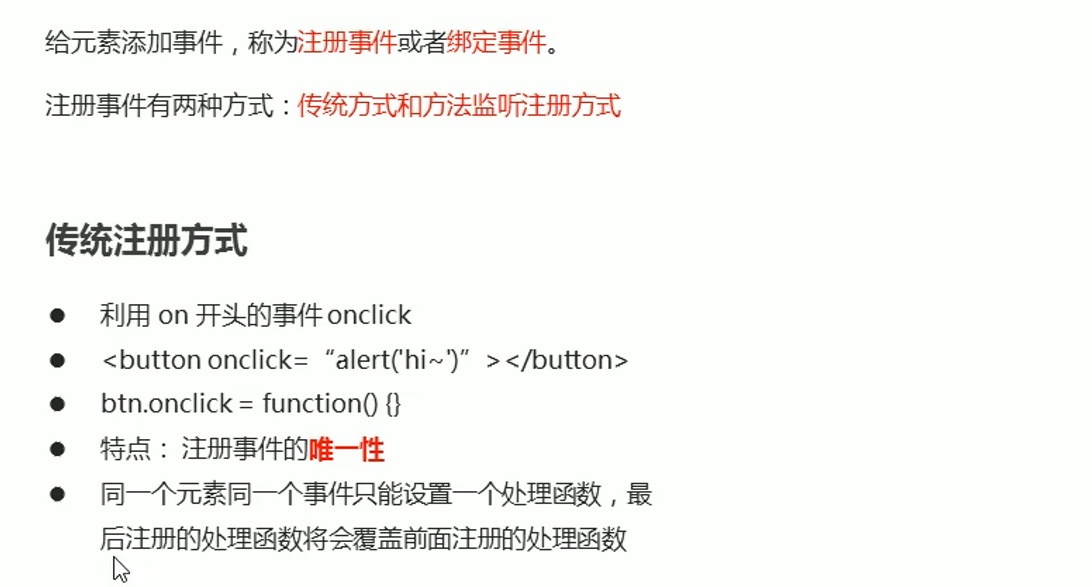 给元素添加事件，称为注册事件或者绑定事件。
注册事件有两种方式：传统方式和方法监听注册方式
传统注册方式
● 利用 on 开头的事件 onclick
● <button onclick= “alert('hi~')” ></button>
● btn.onclick = function() {}
● 特点： 注册事件的唯一性
● 同一个元素同一个事件只能设置一个处理函数，最
后注册的处理函数将会覆盖前面注册的处理函数